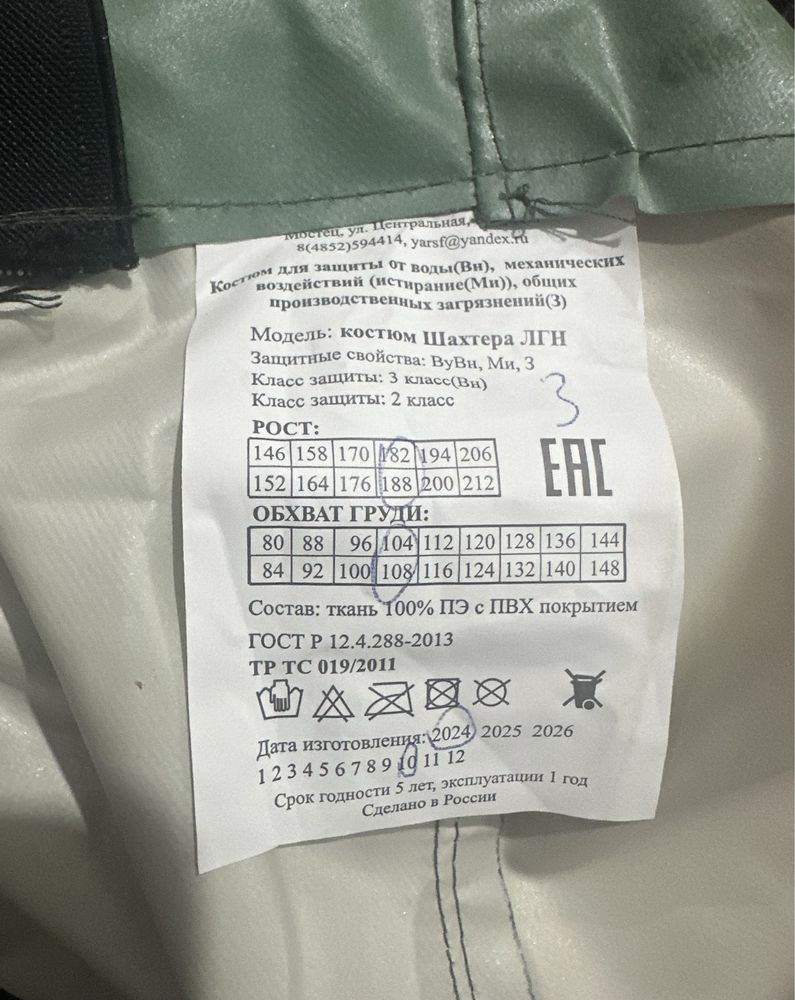 Мостец, ул. Центральная,
8(4852)594414, yarsf@yandex.ru
Костюм для защиты от воды(Вн), механических
воздействий (истирание(Ми)), общих
производственных загрязнений(З)
Модель: костюм Шахтера ЛГН
Защитные свойства: ВуВн, Ми, З
Класс защиты: 3 класс(Вн)
Класс защиты: 2 класс
3
РОСТ:
146 158 170 182 194 206
152 164 176 188 200 212
EAC
ОБХВАТ ГРУДИ:
80 88 96 104 112 120 128 136 144
84 92 100 108 116 124 132 140 148
Состав: ткань 100% ПЭ с ПВХ покрытием
ГОСТ Р 12.4.288-2013
ТР ТС 019/2011
Дата изготовления: 2024 2025 2026
1 2 3 4 5 6 7 8 9 10 11 12
Срок годности 5 лет, эксплуатации 1 год
Сделано в России